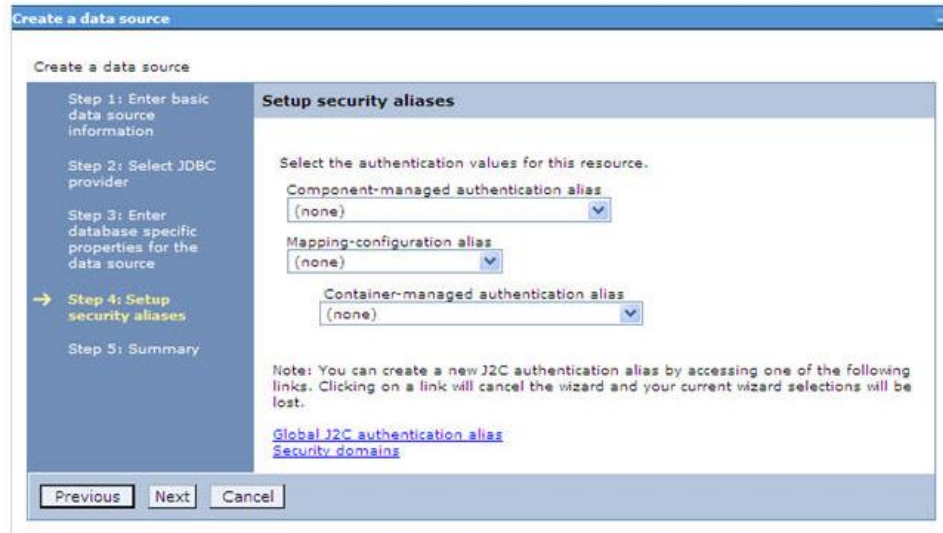 Create a data source
Create a data source
Step 1: Enter basic
data source
information
Step 2: Select JDBC
provider
Step 3: Enter
database specific
properties for the
data source
Step 4: Setup
security aliases
Step 5: Summary
Setup security aliases
Select the authentication values for this resource.
Component-managed authentication alias
(none)
Mapping-configuration alias
(none)
Container-managed authentication alias
(none)
Note: You can create a new J2C authentication alias by accessing one of the following
links. Clicking on a link will cancel the wizard and your current wizard selections will be
lost.
Global J2C authentication alias
Security domains
Previous Next Cancel